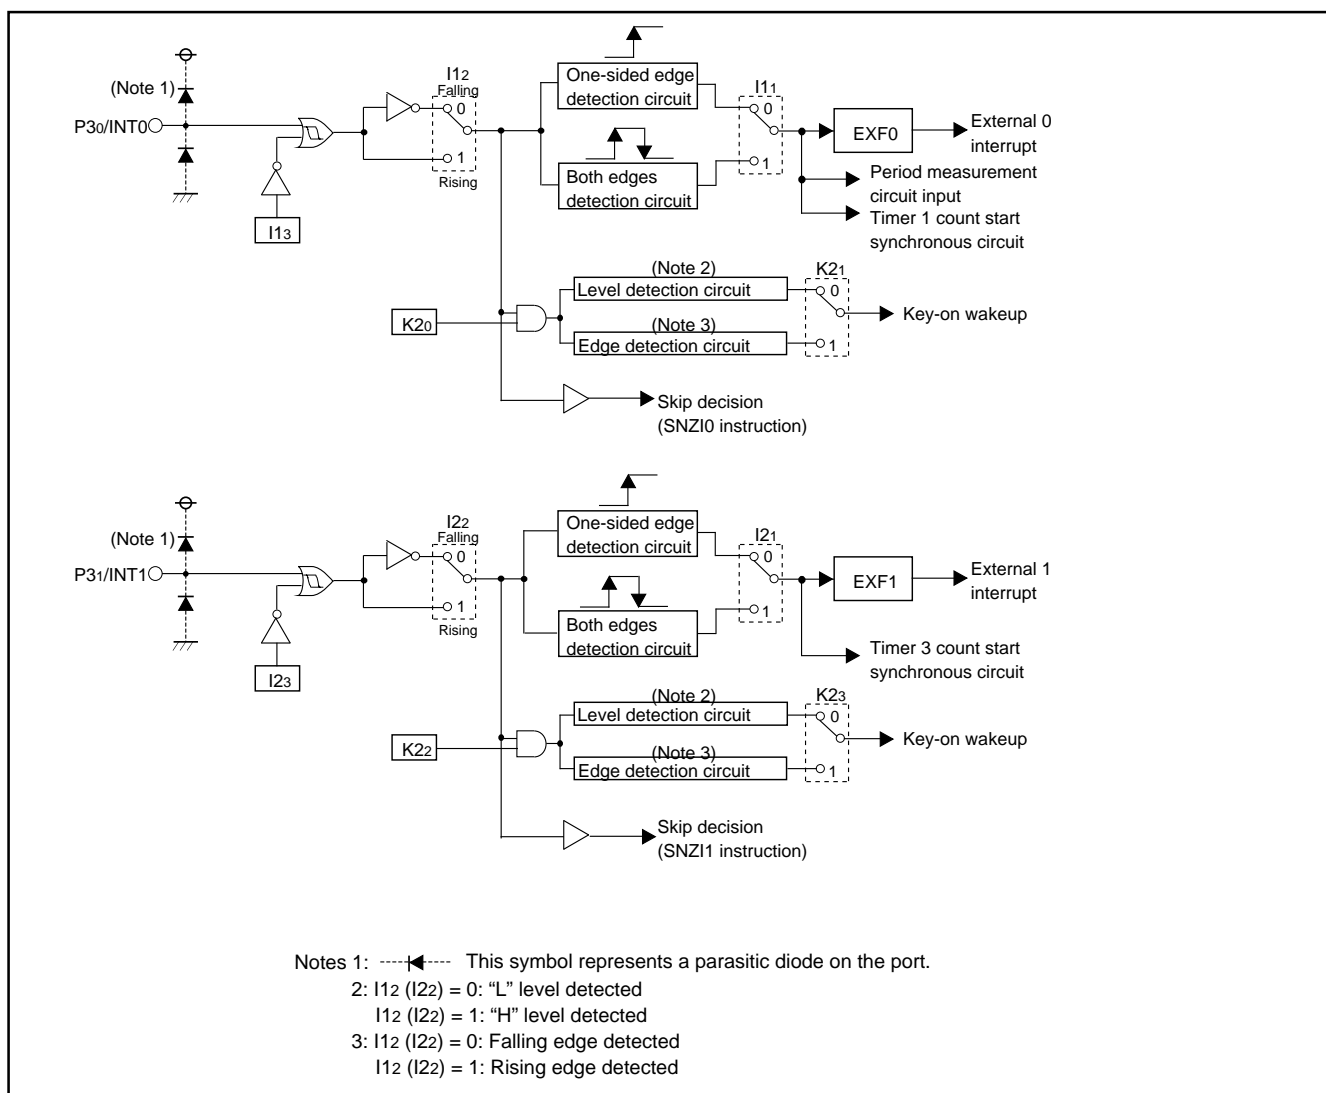 (Note 1)
P30/INT0
I13
I12
Falling
0
1
Rising
One-sided edge
detection circuit
Both edges
detection circuit
I11
0
1
EXF0
External 0
interrupt
Period measurement
circuit input
Timer 1 count start
synchronous circuit
K20
(Note 2)
Level detection circuit
(Note 3)
Edge detection circuit
K21
0
1
Key-on wakeup
Skip decision
(SNZI0 instruction)
(Note 1)
P31/INT1
I23
I22
Falling
0
1
Rising
One-sided edge
detection circuit
Both edges
detection circuit
I21
0
1
EXF1
External 1
interrupt
Timer 3 count start
synchronous circuit
K22
(Note 2)
Level detection circuit
(Note 3)
Edge detection circuit
K23
0
1
Key-on wakeup
Skip decision
(SNZI1 instruction)
Notes 1: This symbol represents a parasitic diode on the port.
2: I12 (I22) = 0: “L” level detected
I12 (I22) = 1: “H” level detected
3: I12 (I22) = 0: Falling edge detected
I12 (I22) = 1: Rising edge detected